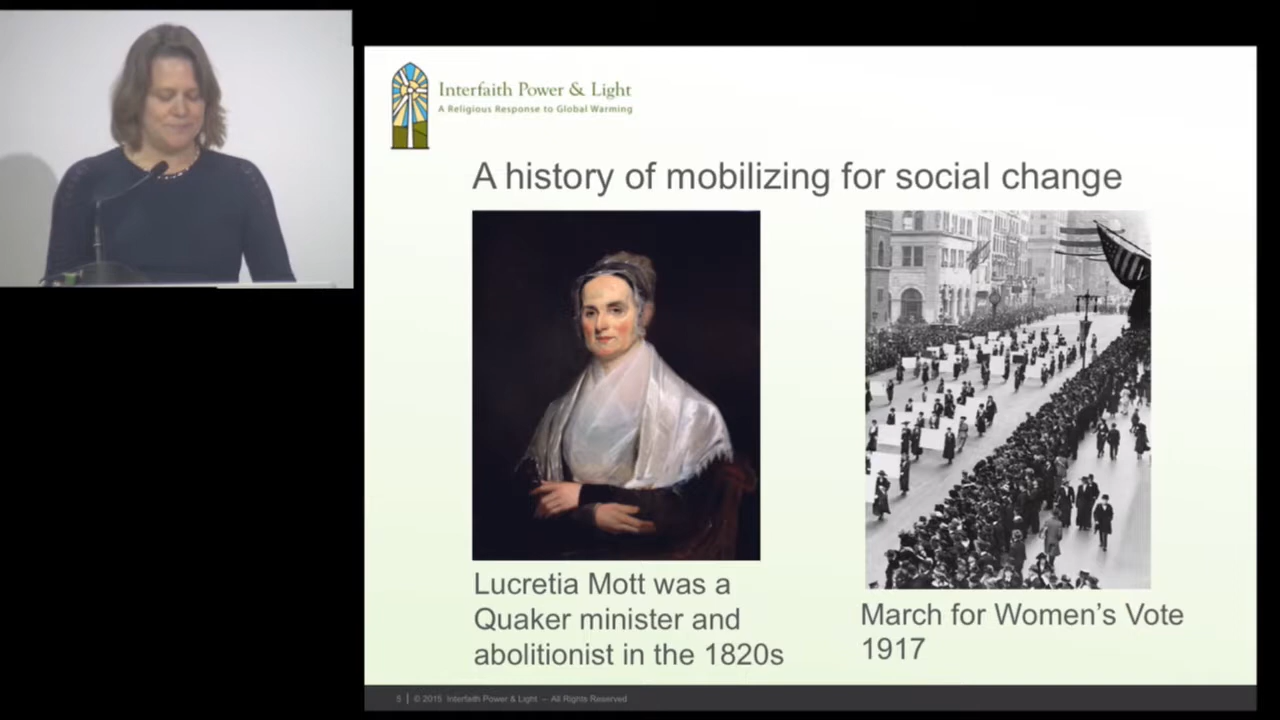 Interfaith Power & Light
A Religious Response to Global Warming
A history of mobilizing for social change
Lucretia Mott was a
Quaker minister and
abolitionist in the 1820s
March for Women's Vote
1917
5 | © 2015 Interfaith Power & Light – All Rights Reserved